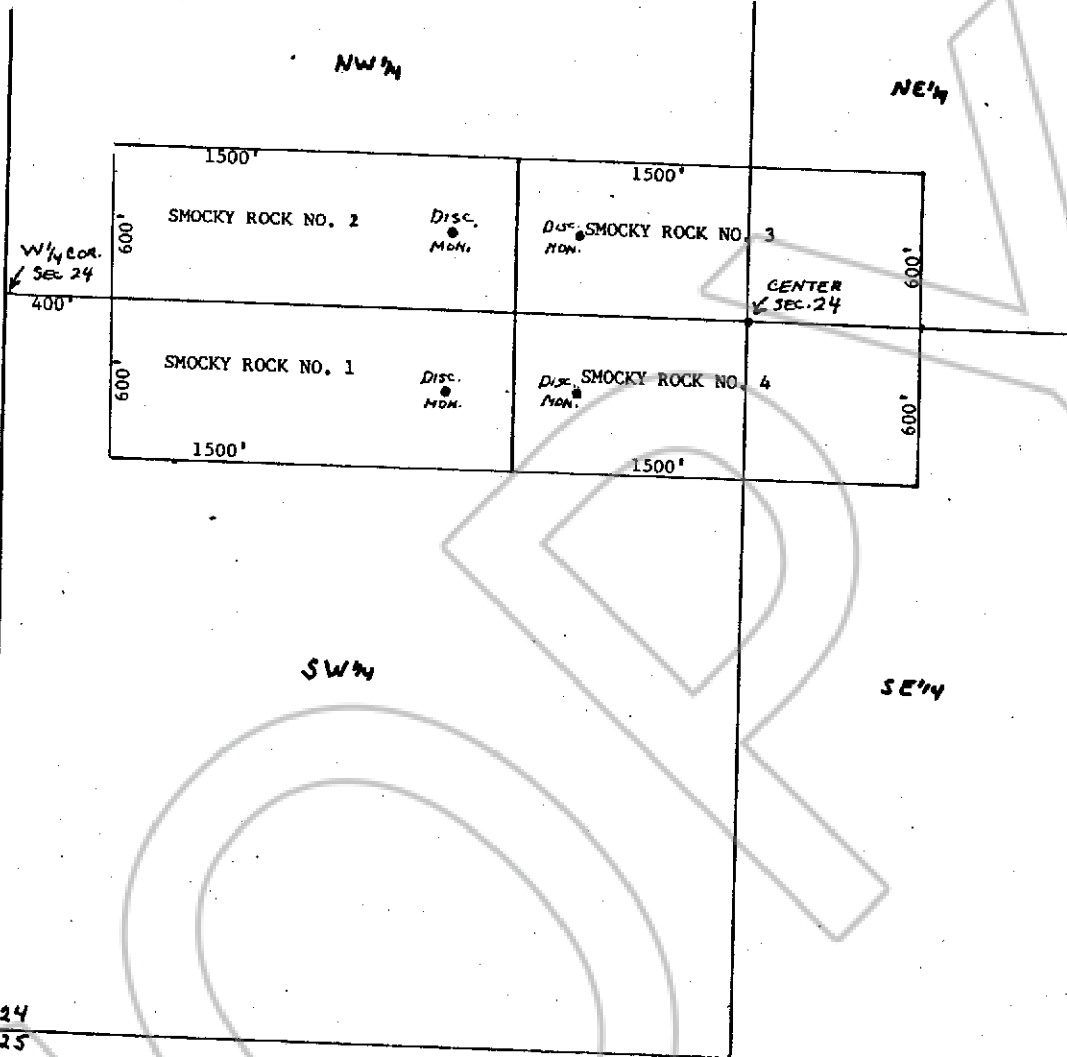 NW¼
NE¼
1500'
1500'
SMOCKY ROCK NO. 2
600'
DISC.
MON.
DISC.
MON.
SMOCKY ROCK NO. 3
600'
W¼ COR.
SEC 24
400'
CENTER
SEC. 24
SMOCKY ROCK NO. 1
600'
DISC.
MON.
DISC.
MON.
SMOCKY ROCK NO. 4
600'
1500'
1500'
SW¼
SE¼
24
25